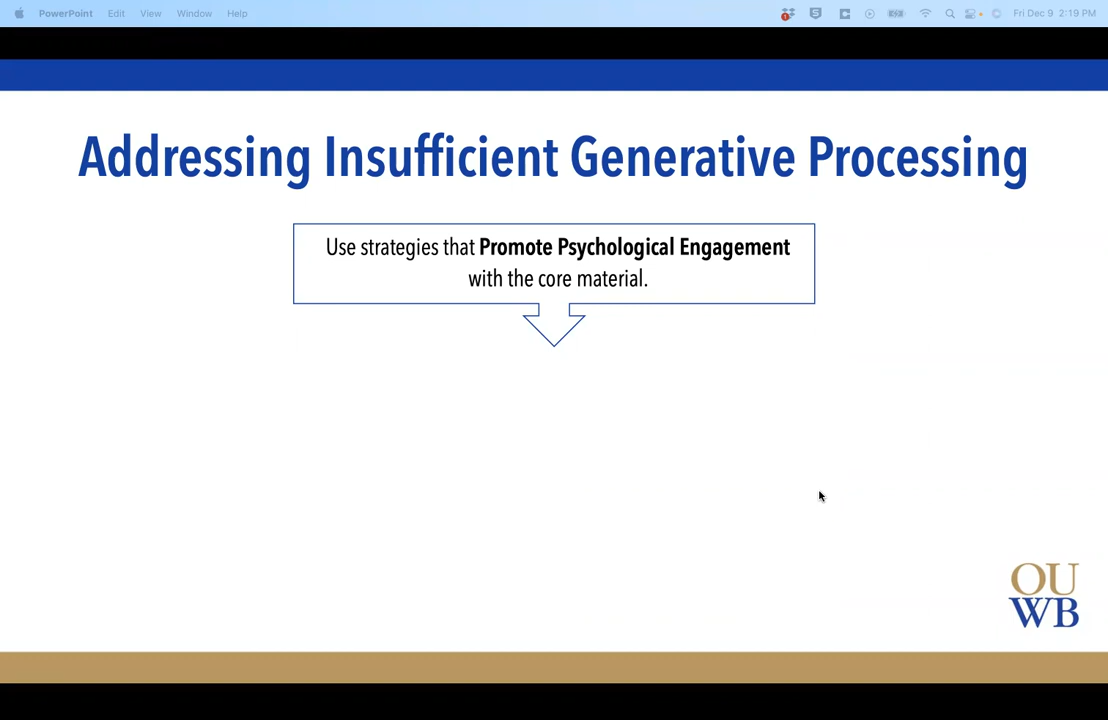 PowerPoint Edit View Window Help Fri Dec 9 2:19 PM
Addressing Insufficient Generative Processing
Use strategies that Promote Psychological Engagement
with the core material.
OU
WB